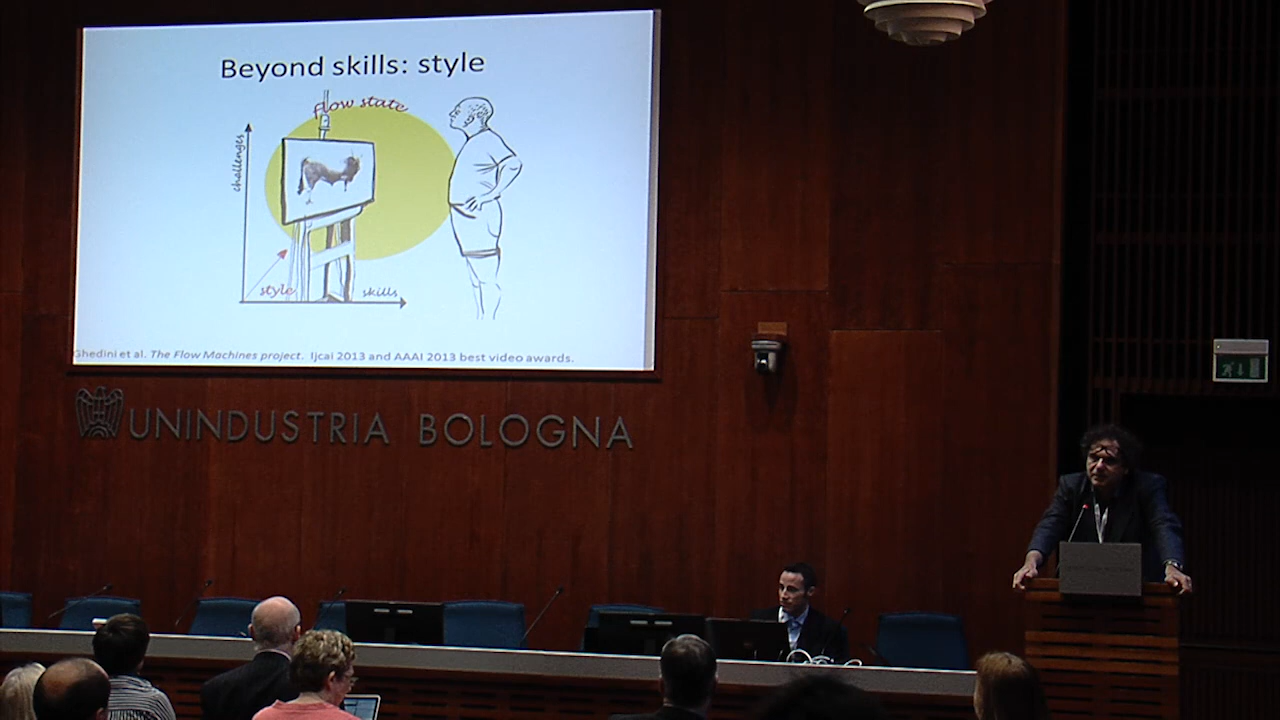 Beyond skills: style
flow state
challenges
style
skills
Ghedini et al. The Flow Machines project. Ijcai 2013 and AAAI 2013 best video awards.
UNINDUSTRIA BOLOGNA